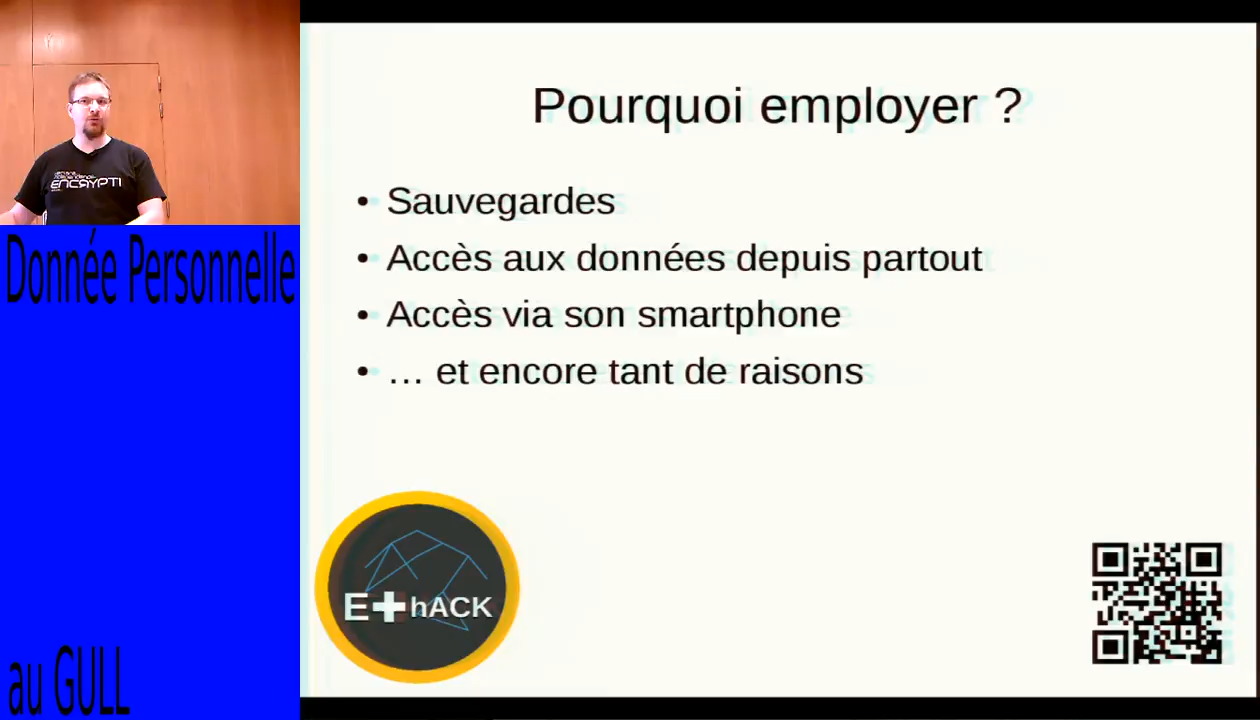 ENCRYPTI
Donnée Personnelle
au GULL
Pourquoi employer ?
• Sauvegardes
• Accès aux données depuis partout
• Accès via son smartphone
• … et encore tant de raisons
E+hACK